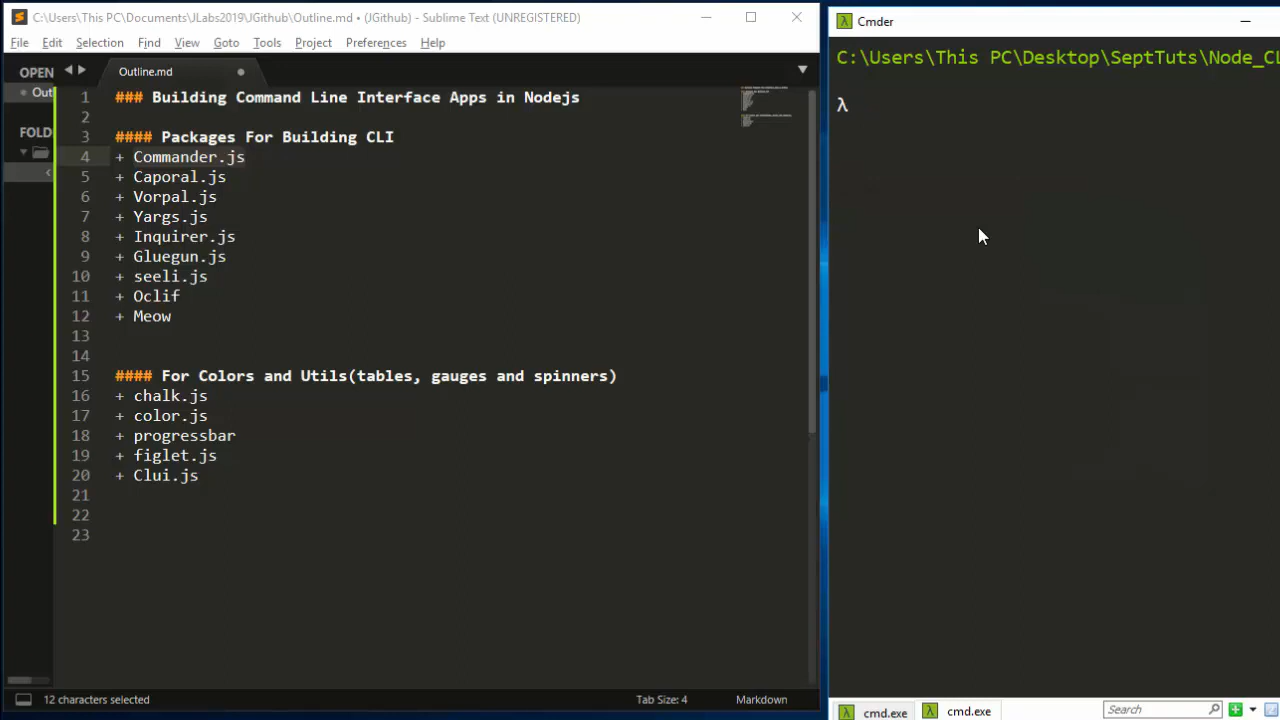 C:\Users\This PC\Documents\JLabs2019\JGithub\Outline.md • (JGithub) - Sublime Text (UNREGISTERED)
File Edit Selection Find View Goto Tools Project Preferences Help
OPEN
Outline.md
Out
FOLD
1 ### Building Command Line Interface Apps in Nodejs
2
3 #### Packages For Building CLI
4 + Commander.js
5 + Caporal.js
6 + Vorpal.js
7 + Yargs.js
8 + Inquirer.js
9 + Gluegun.js
10 + seeli.js
11 + Oclif
12 + Meow
13
14
15 #### For Colors and Utils(tables, gauges and spinners)
16 + chalk.js
17 + color.js
18 + progressbar
19 + figlet.js
20 + Clui.js
21
22
23
12 characters selected
Tab Size: 4
Markdown
λ Cmder
C:\Users\This PC\Desktop\SeptTuts\Node_CL
λ
λ cmd.exe
λ cmd.exe
Search